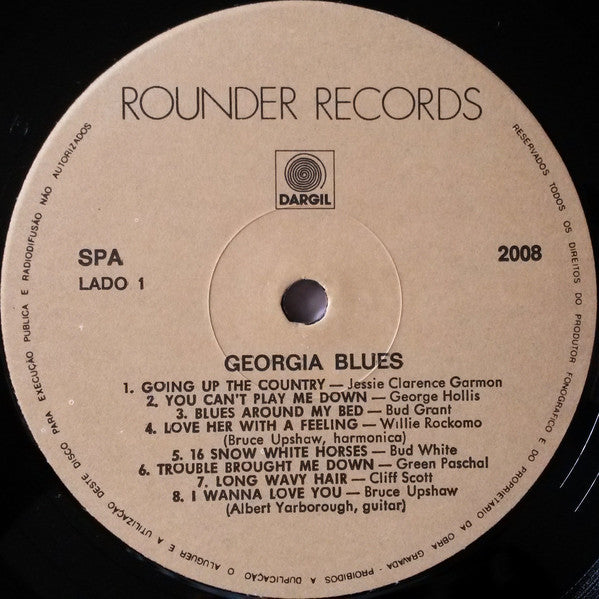 ROUNDER RECORDS
DARGIL
SPA
2008
LADO 1
GEORGIA BLUES
1. GOING UP THE COUNTRY — Jessie Clarence Garmon
2. YOU CAN'T PLAY ME DOWN — George Hollis
3. BLUES AROUND MY BED — Bud Grant
4. LOVE HER WITH A FEELING — Willie Rockomo
(Bruce Upshaw, harmonica)
5. 16 SNOW WHITE HORSES — Bud White
6. TROUBLE BROUGHT ME DOWN — Green Paschal
7. LONG WAVY HAIR — Cliff Scott
8. I WANNA LOVE YOU — Bruce Upshaw
(Albert Yarborough, guitar)
RESERVADOS TODOS OS DIREITOS DO PRODUTOR FONOGRÁFICO E DO PROPRIETÁRIO DA OBRA GRAVADA - PROIBIDOS A DUPLICAÇÃO O ALUGUER E A UTILIZAÇÃO DESTE DISCO PARA EXECUÇÃO PUBLICA E RADIODIFUSÃO NÃO AUTORIZADOS